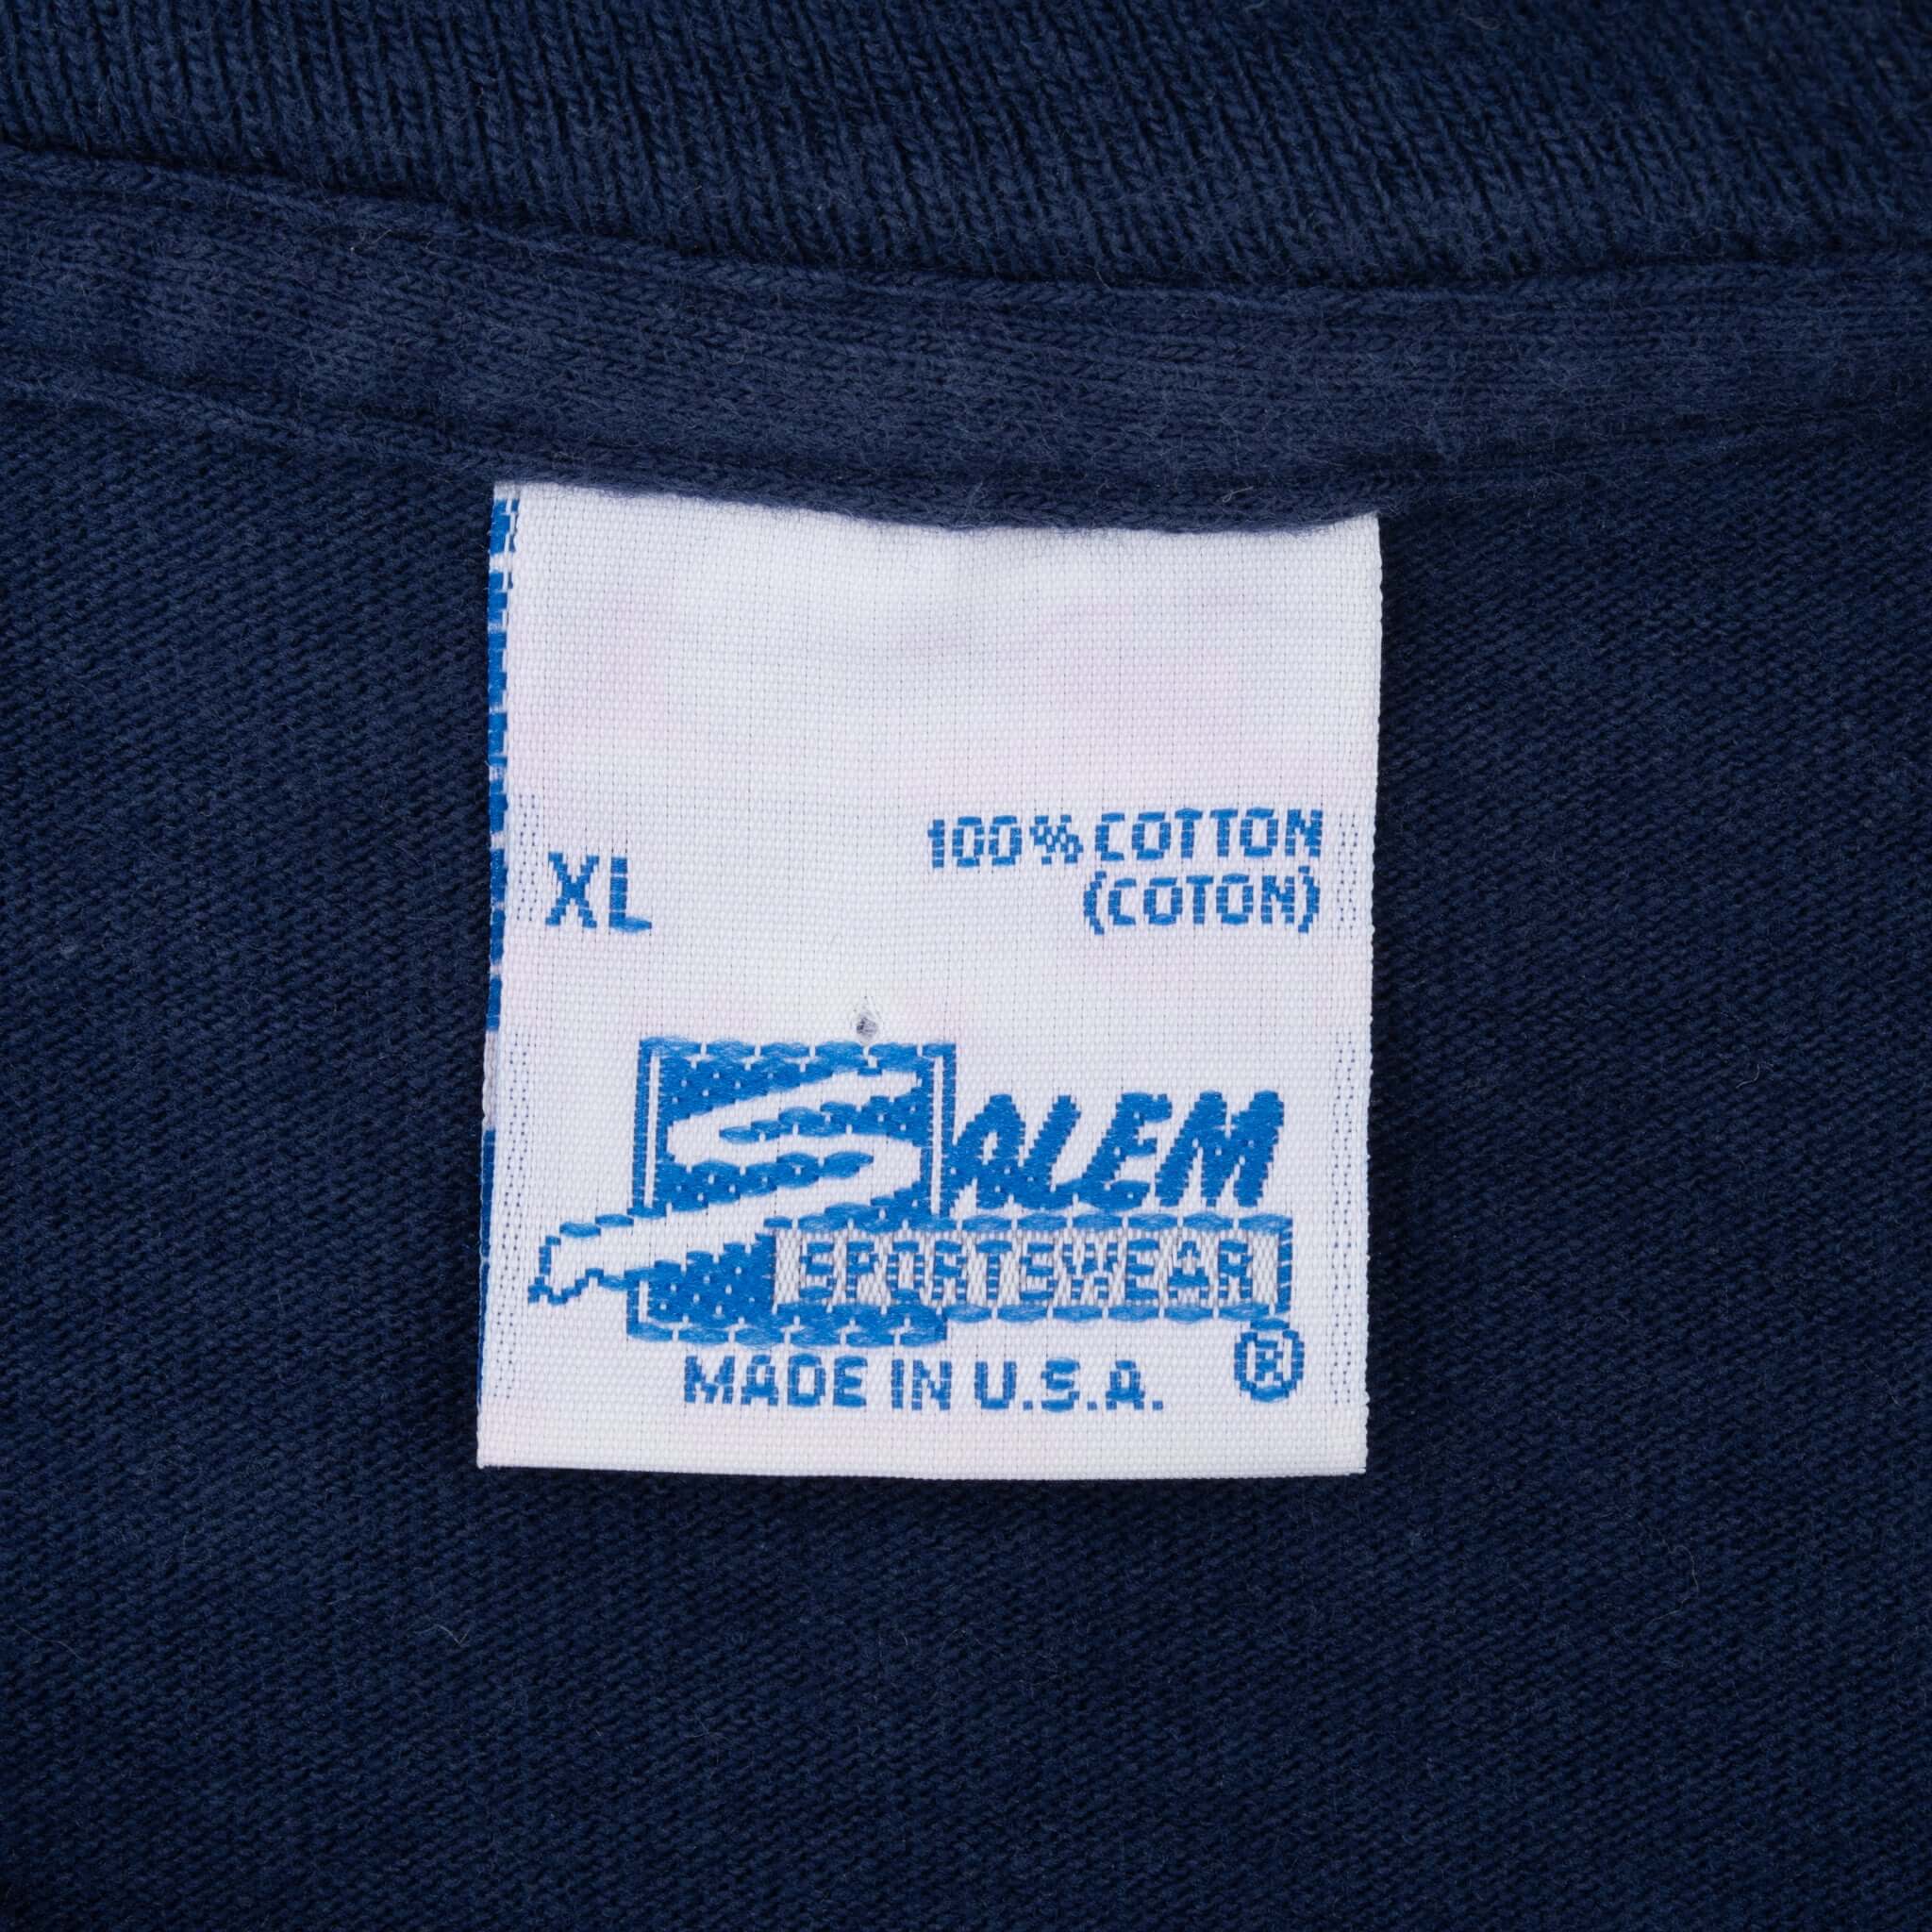 XL
100% COTTON
(COTON)
SALEM
SPORTSWEAR
®
MADE IN U.S.A.